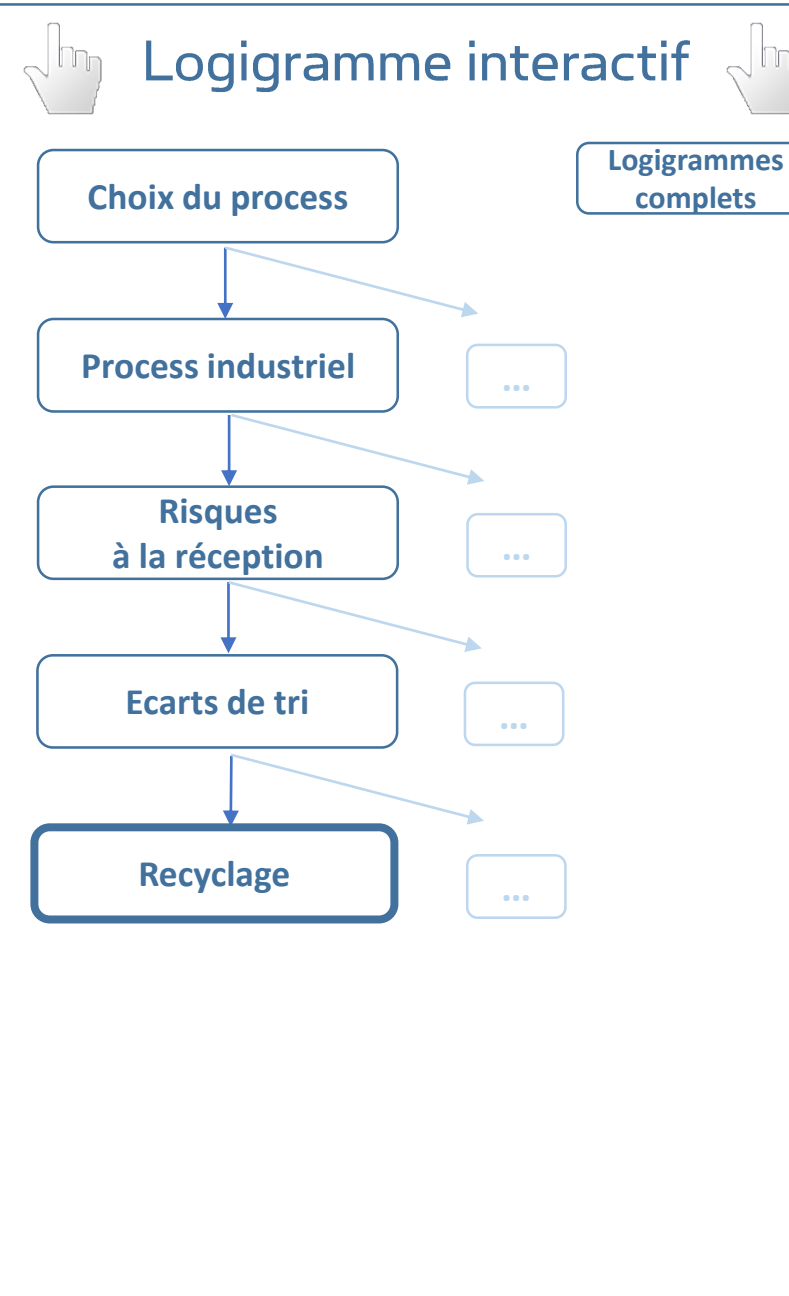 Logigramme interactif
Choix du process
Logigrammes
complets
Process industriel
...
Risques
à la réception
...
Ecarts de tri
...
Recyclage
...